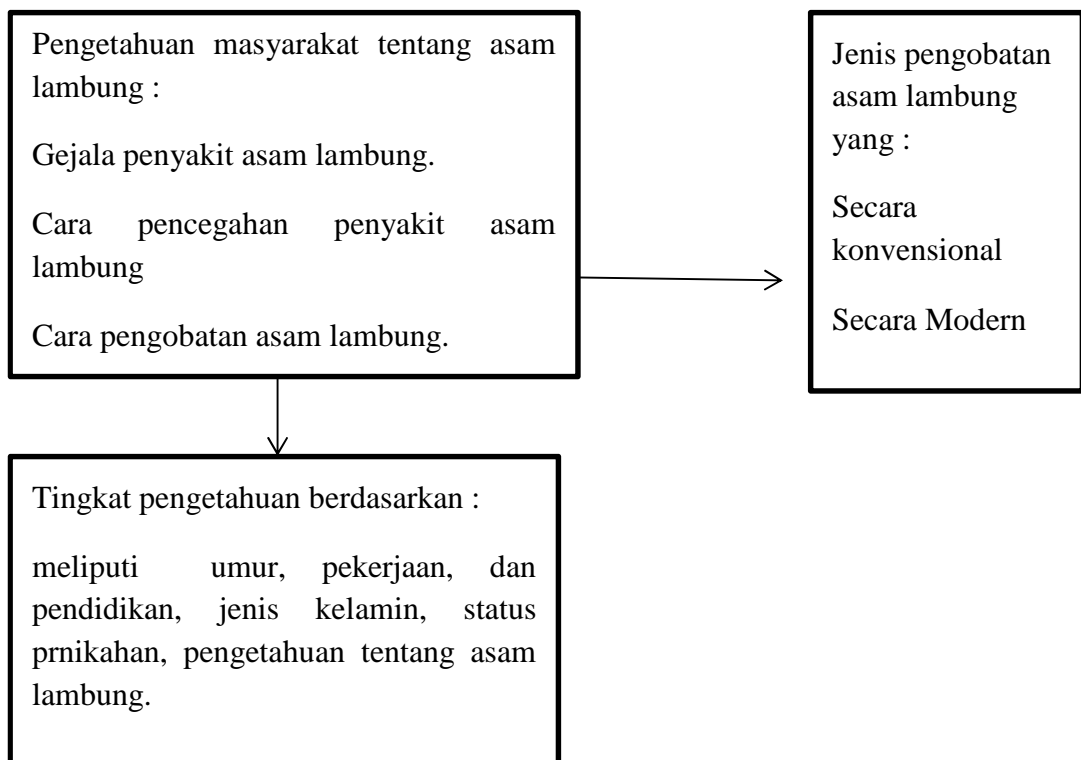 Pengetahuan masyarakat tentang asam
lambung :
Gejala penyakit asam lambung.
Cara pencegahan penyakit asam
lambung
Cara pengobatan asam lambung.
Jenis pengobatan
asam lambung
yang :
Secara
konvensional
Secara Modern
Tingkat pengetahuan berdasarkan :
meliputi umur, pekerjaan, dan
pendidikan, jenis kelamin, status
prnikahan, pengetahuan tentang asam
lambung.